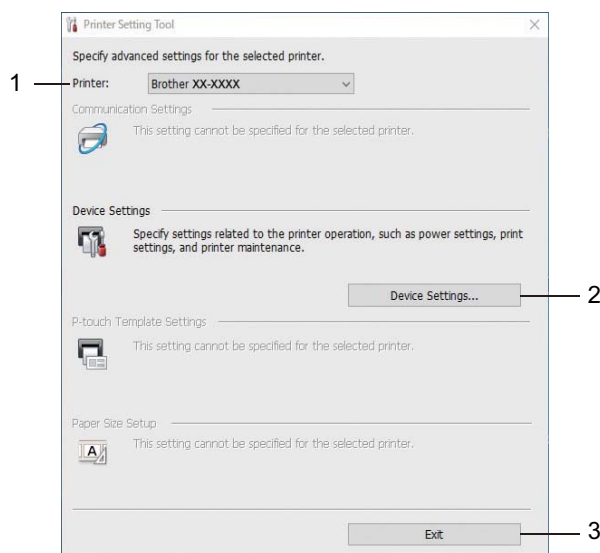 Printer Setting Tool
Specify advanced settings for the selected printer.
1
Printer:
Brother XX-XXXX
Communication Settings
This setting cannot be specified for the selected printer.
Device Settings
Specify settings related to the printer operation, such as power settings, print
settings, and printer maintenance.
Device Settings...
2
P-touch Template Settings
This setting cannot be specified for the selected printer.
Paper Size Setup
A
This setting cannot be specified for the selected printer.
Exit
3